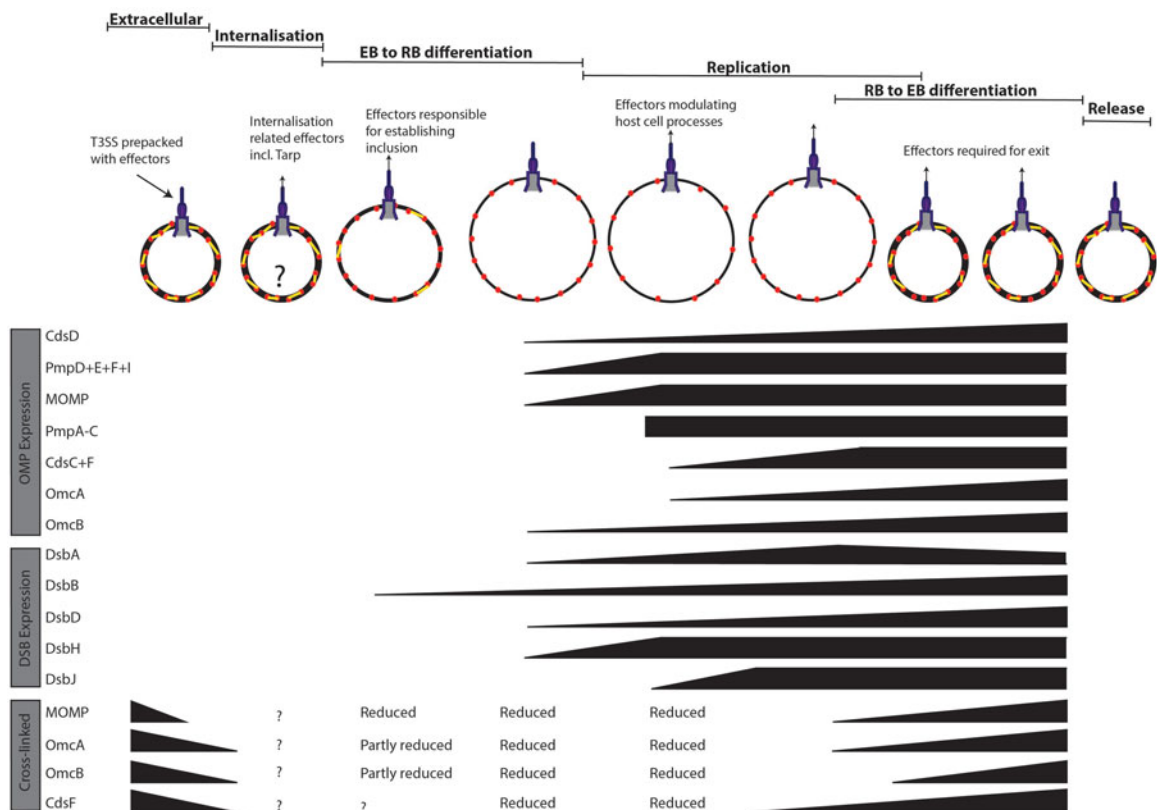 Extracellular
Internalisation
EB to RB differentiation
Replication
RB to EB differentiation
Release
T3SS prepacked
with effectors
Internalisation
related effectors
incl. Tarp
Effectors responsible
for establishing
inclusion
Effectors modulating
host cell processes
Effectors required for exit
?
OMP Expression
CdsD
PmpD+E+F+I
MOMP
PmpA-C
CdsC+F
OmcA
OmcB
DSB Expression
DsbA
DsbB
DsbD
DsbH
DsbJ
Cross-linked
MOMP ? Reduced Reduced Reduced
OmcA ? Partly reduced Reduced Reduced
OmcB ? Partly reduced Reduced Reduced
CdsF ? ? Reduced Reduced